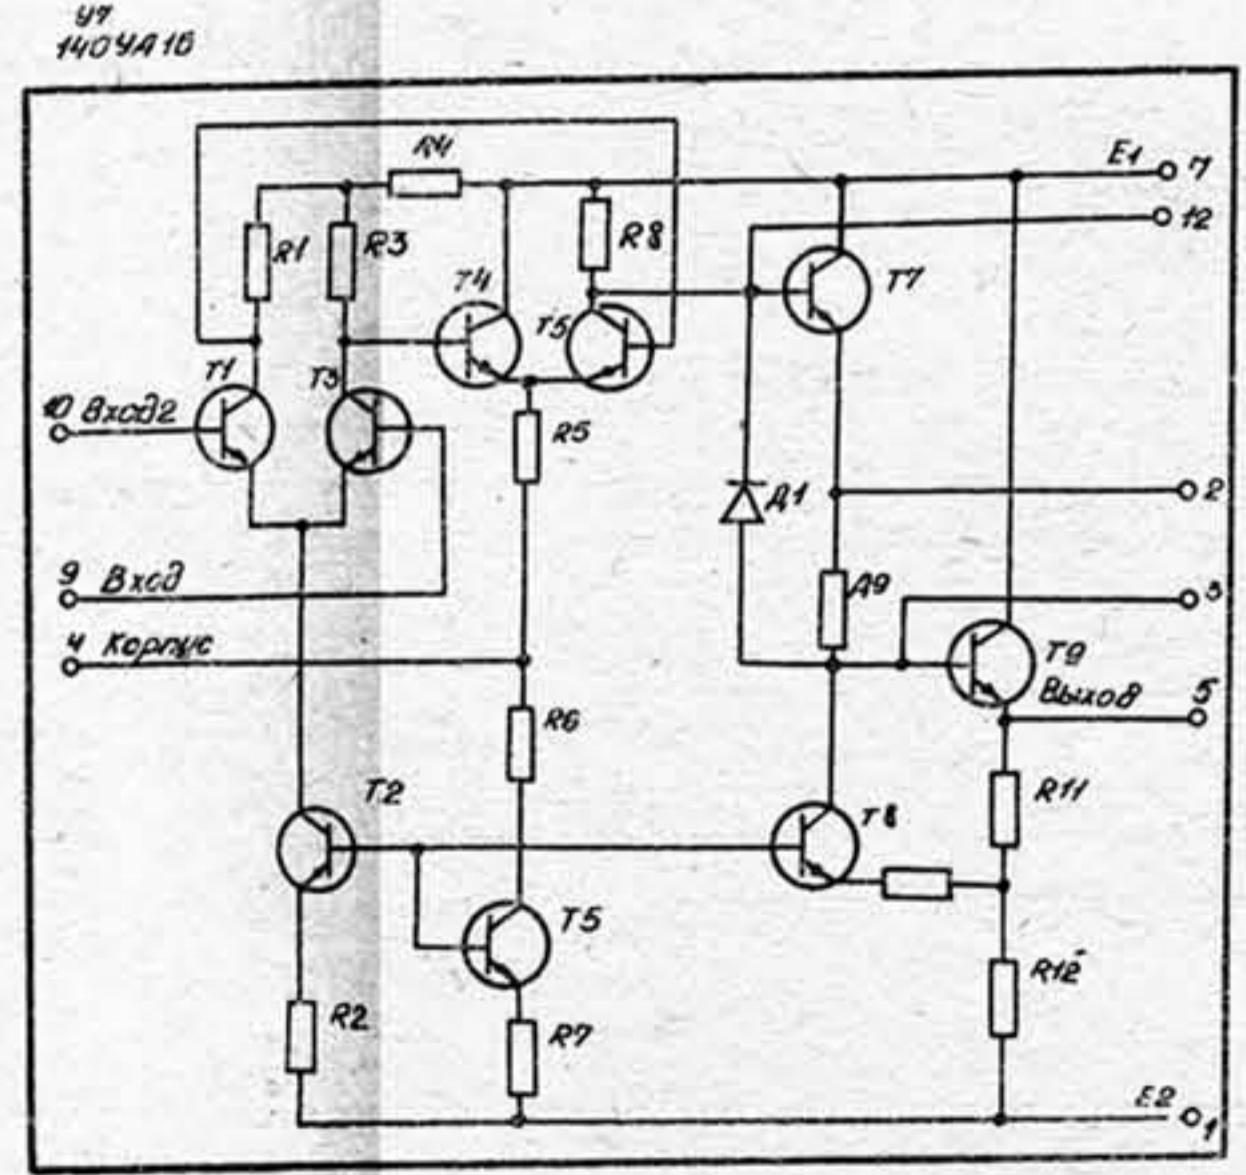 У7
140УД1Б
R4
E1 7
12
R1
R3
R8
T4
T5
T7
T1
T3
10 Вход2
R5
Д1
2
9 Вход
Д9
3
4 Корпус
T9
Выход 5
R6
T2
T8
R11
T5
R12
R2
R7
E2 1